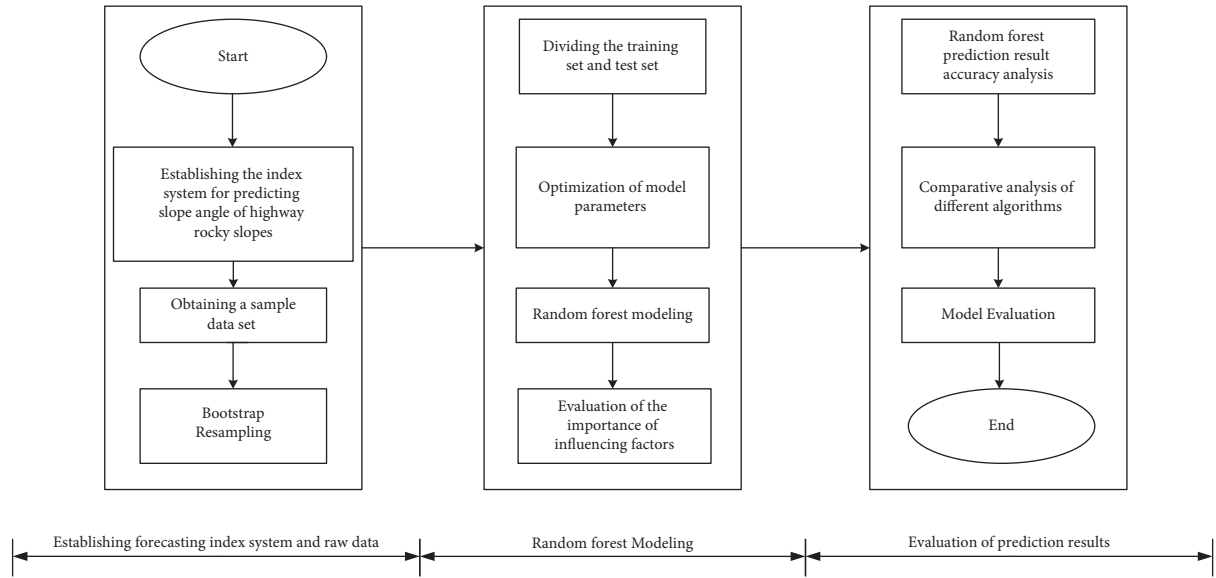 Start
Establishing the index
system for predicting
slope angle of highway
rocky slopes
Obtaining a sample
data set
Bootstrap
Resampling
Dividing the training
set and test set
Optimization of model
parameters
Random forest modeling
Evaluation of the
importance of
influencing factors
Random forest
prediction result
accuracy analysis
Comparative analysis of
different algorithms
Model Evaluation
End
Establishing forecasting index system and raw data
Random forest Modeling
Evaluation of prediction results